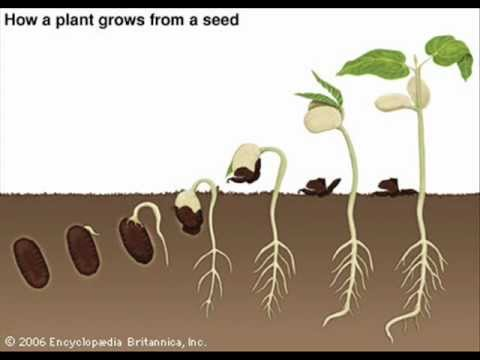 How a plant grows from a seed
© 2006 Encyclopædia Britannica, Inc.